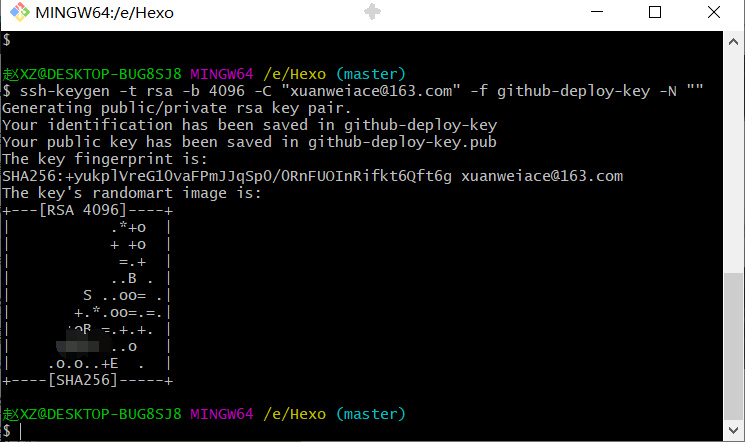 MINGW64:/e/Hexo
$
赵XZ@DESKTOP-BUG8SJ8 MINGW64 /e/Hexo (master)
$ ssh-keygen -t rsa -b 4096 -C "xuanweiace@163.com" -f github-deploy-key -N ""
Generating public/private rsa key pair.
Your identification has been saved in github-deploy-key
Your public key has been saved in github-deploy-key.pub
The key fingerprint is:
SHA256:+yukplVreG1OvaFPmJJqSpO/ORnFUOInRifkt6Qft6g xuanweiace@163.com
The key's randomart image is:
+---[RSA 4096]----+
|            .*+o  |
|            + +o  |
|             =.+  |
|            ..B . |
|         S ..oo= .|
|        +.*.oo=.=.|
|       +oB =.+.+. |
|            ..o   |
|     .o.o..+E  .  |
+----[SHA256]-----+
赵XZ@DESKTOP-BUG8SJ8 MINGW64 /e/Hexo (master)
$